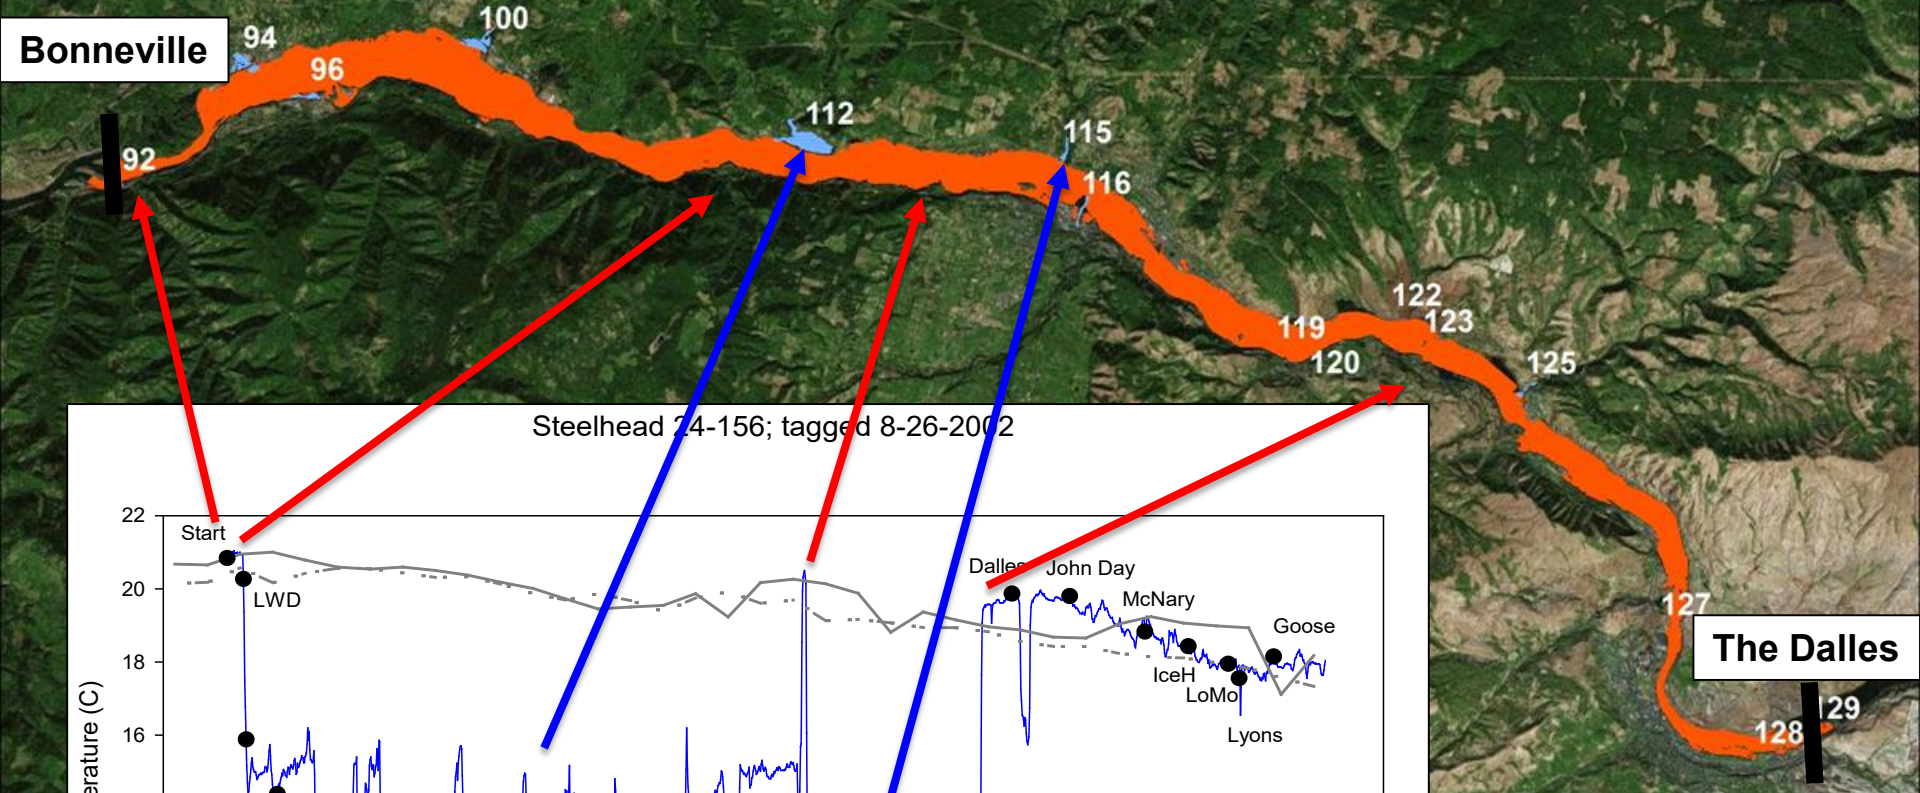 Bonneville
94
100
96
92
112
115
116
119
120
122
123
125
127
128
129
The Dalles
Steelhead 24-156; tagged 8-26-2002
22
20
18
16
erature (C)
Start
LWD
Dalles
John Day
McNary
IceH
LoMo
Lyons
Goose